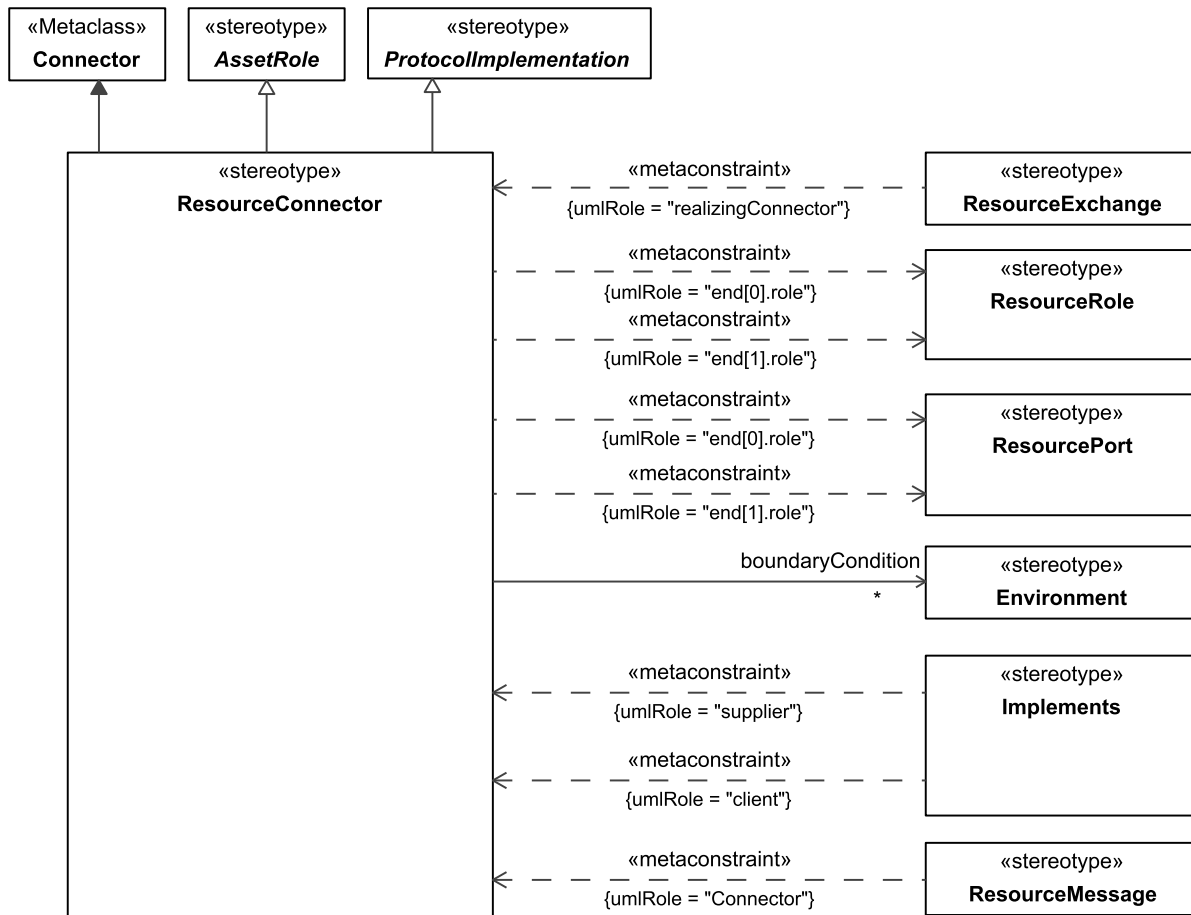 «Metaclass»
Connector
«stereotype»
AssetRole
«stereotype»
ProtocolImplementation
«stereotype»
ResourceConnector
«metaconstraint»
{umlRole = "realizingConnector"}
«stereotype»
ResourceExchange
«metaconstraint»
{umlRole = "end[0].role"}
«metaconstraint»
{umlRole = "end[1].role"}
«stereotype»
ResourceRole
«metaconstraint»
{umlRole = "end[0].role"}
«metaconstraint»
{umlRole = "end[1].role"}
«stereotype»
ResourcePort
boundaryCondition
*
«stereotype»
Environment
«metaconstraint»
{umlRole = "supplier"}
«metaconstraint»
{umlRole = "client"}
«stereotype»
Implements
«metaconstraint»
{umlRole = "Connector"}
«stereotype»
ResourceMessage